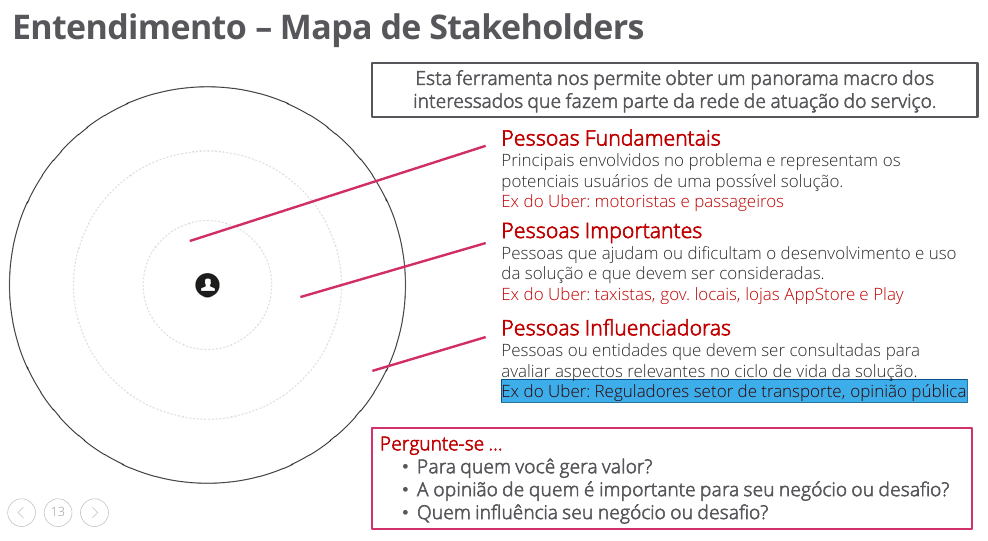 Entendimento – Mapa de Stakeholders
Esta ferramenta nos permite obter um panorama macro dos
interessados que fazem parte da rede de atuação do serviço.
Pessoas Fundamentais
Principais envolvidos no problema e representam os
potenciais usuários de uma possível solução.
Ex do Uber: motoristas e passageiros
Pessoas Importantes
Pessoas que ajudam ou dificultam o desenvolvimento e uso
da solução e que devem ser consideradas.
Ex do Uber: taxistas, gov. locais, lojas AppStore e Play
Pessoas Influenciadoras
Pessoas ou entidades que devem ser consultadas para
avaliar aspectos relevantes no ciclo de vida da solução.
Ex do Uber: Reguladores setor de transporte, opinião pública
Pergunte-se ...
• Para quem você gera valor?
• A opinião de quem é importante para seu negócio ou desafio?
• Quem influência seu negócio ou desafio?
13